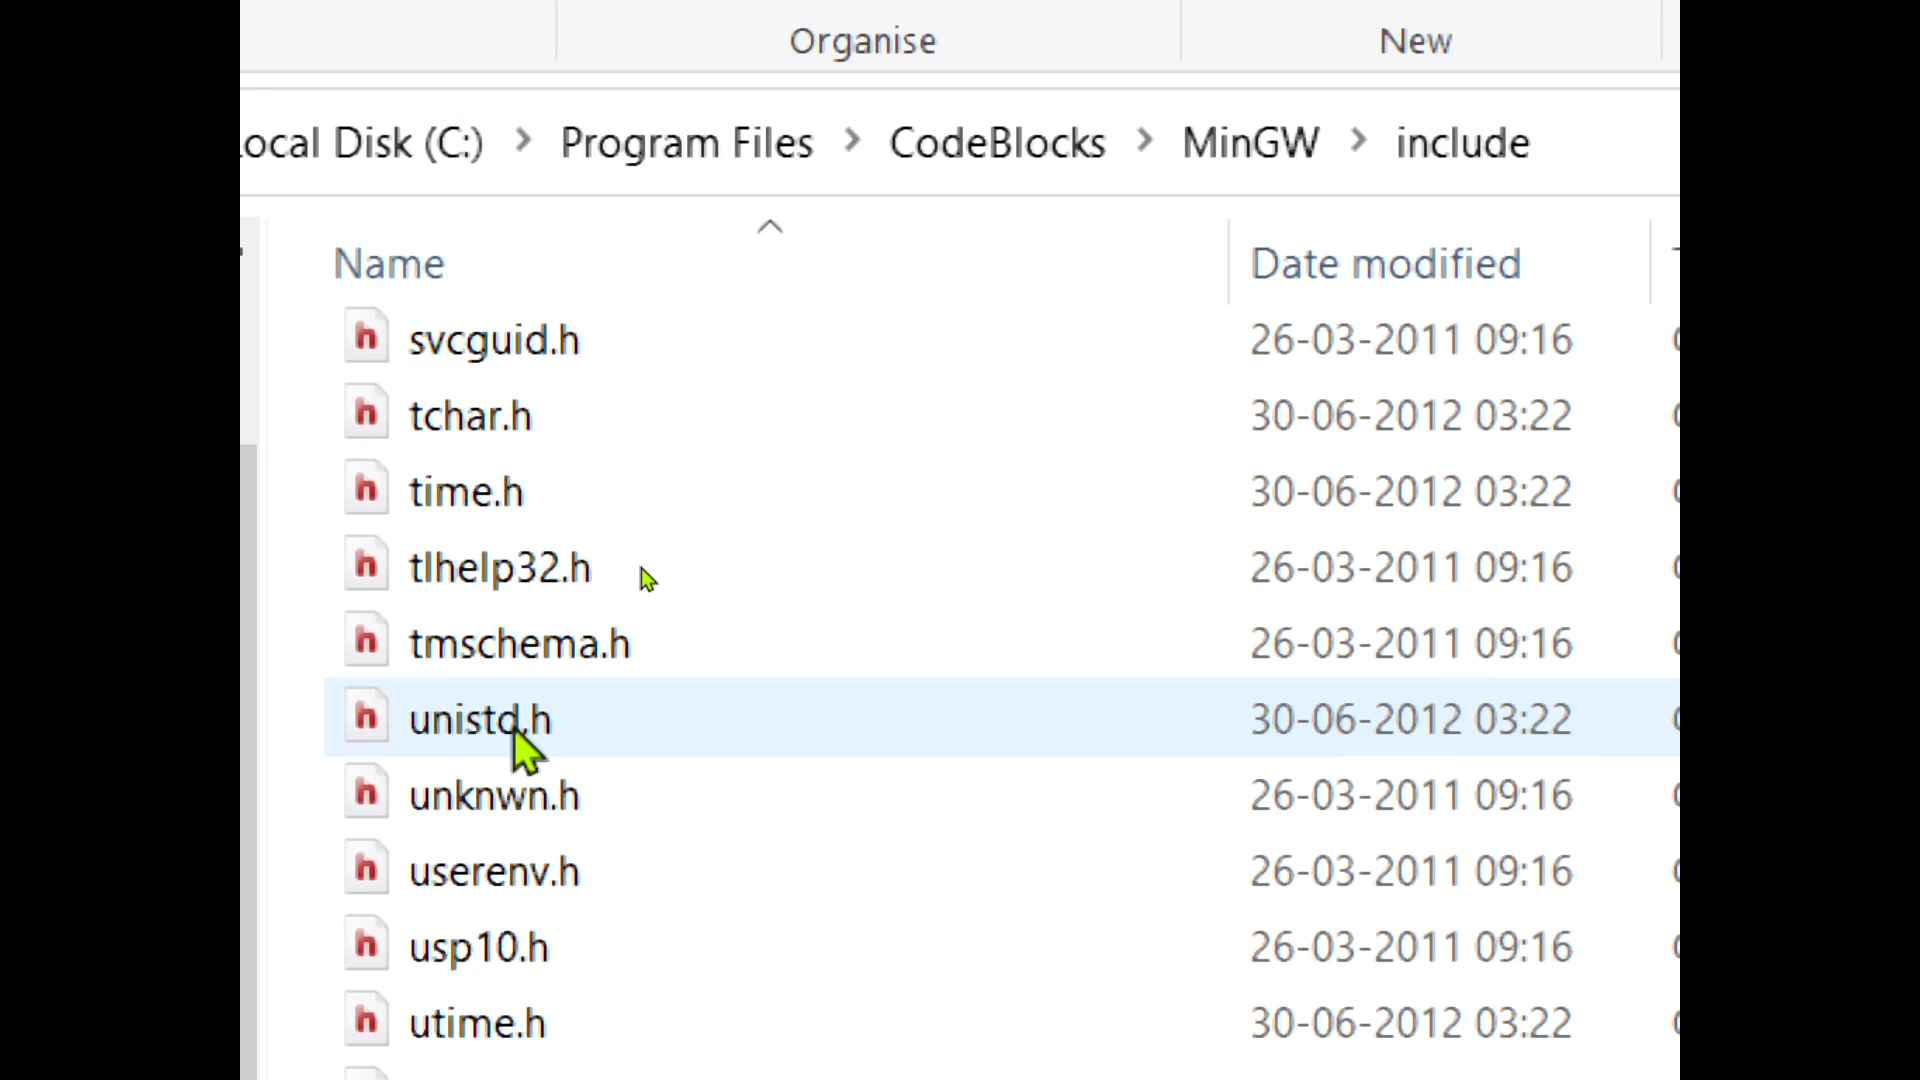 Organise New
ocal Disk (C:) > Program Files > CodeBlocks > MinGW > include
Name Date modified
svcguid.h 26-03-2011 09:16
tchar.h 30-06-2012 03:22
time.h 30-06-2012 03:22
tlhelp32.h 26-03-2011 09:16
tmschema.h 26-03-2011 09:16
unistd.h 30-06-2012 03:22
unknwn.h 26-03-2011 09:16
userenv.h 26-03-2011 09:16
usp10.h 26-03-2011 09:16
utime.h 30-06-2012 03:22